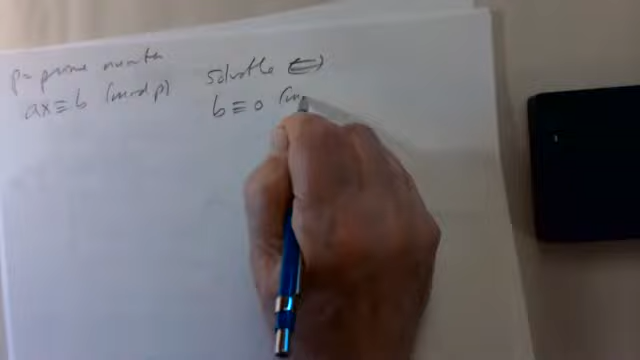 p = prime number
ax ≡ b (mod p)
solvable ⟺
b ≡ 0 (m